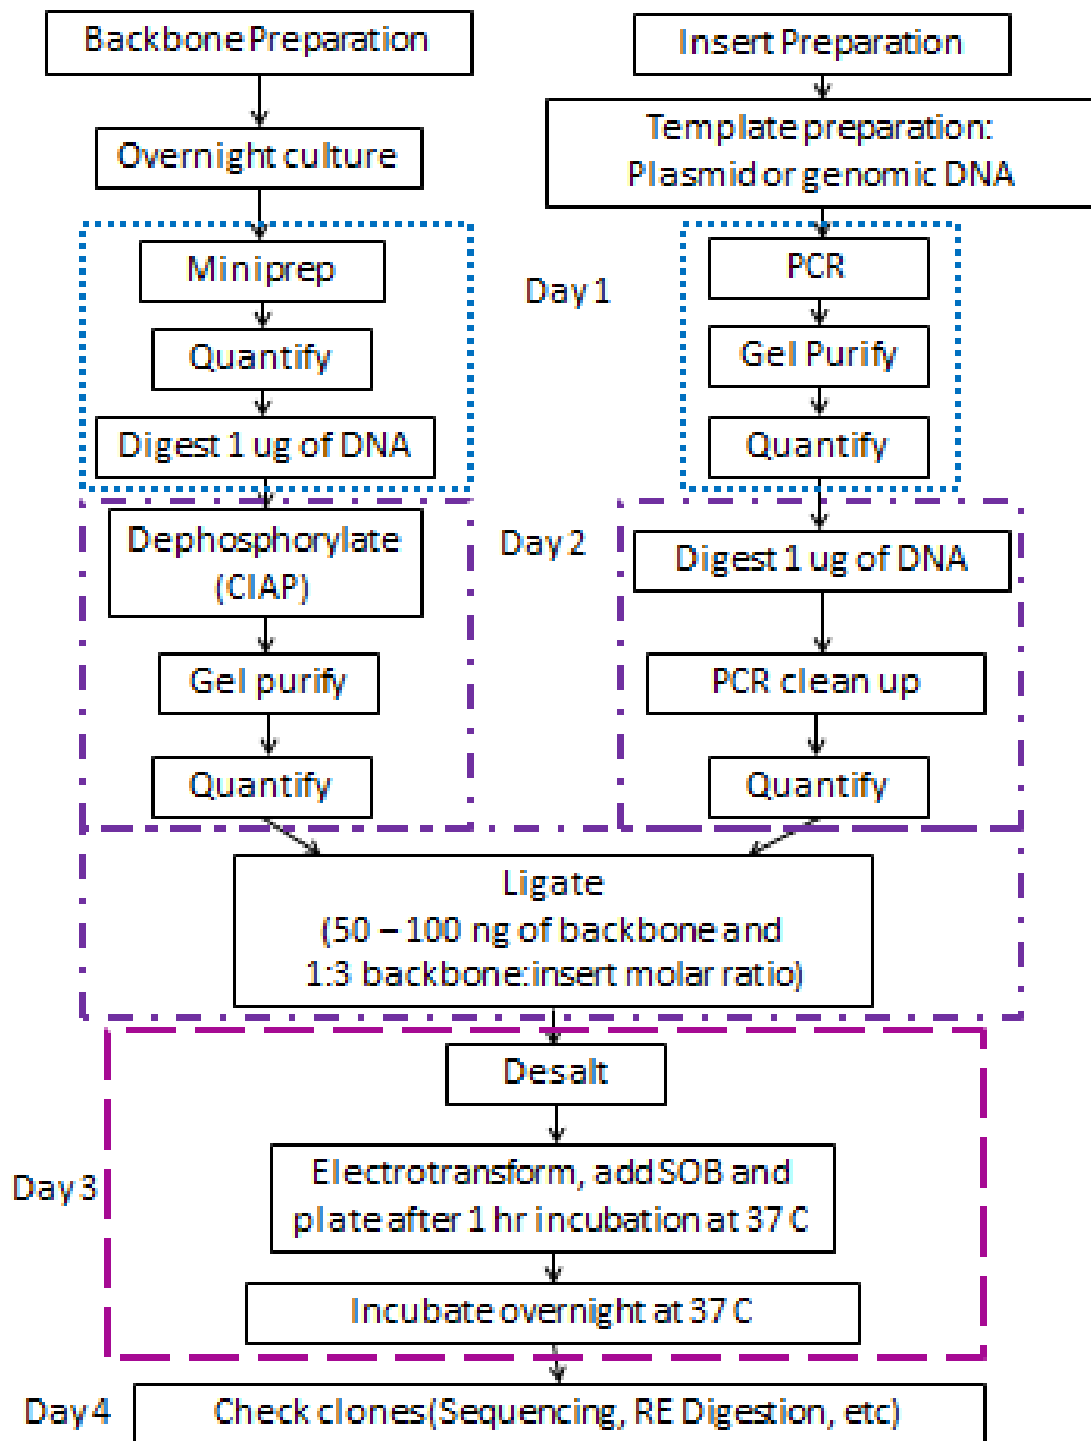 Backbone Preparation
Overnight culture
Miniprep
Quantify
Digest 1 ug of DNA
Dephosphorylate
(CIAP)
Gel purify
Quantify
Insert Preparation
Template preparation:
Plasmid or genomic DNA
PCR
Gel Purify
Quantify
Digest 1 ug of DNA
PCR clean up
Quantify
Day 1
Day 2
Ligate
(50 – 100 ng of backbone and
1:3 backbone:insert molar ratio)
Desalt
Day 3
Electrotransform, add SOB and
plate after 1 hr incubation at 37 C
Incubate overnight at 37 C
Day 4
Check clones(Sequencing, RE Digestion, etc)